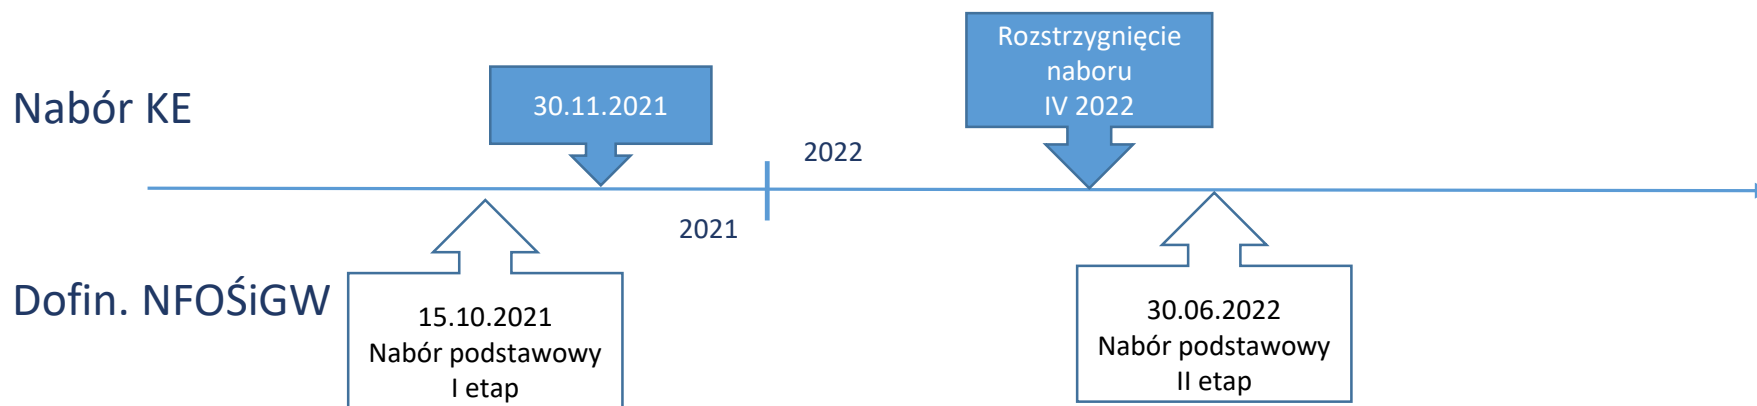 Nabór KE
30.11.2021
Rozstrzygnięcie
naboru
IV 2022
2022
2021
Dofin. NFOŚiGW
15.10.2021
Nabór podstawowy
I etap
30.06.2022
Nabór podstawowy
II etap